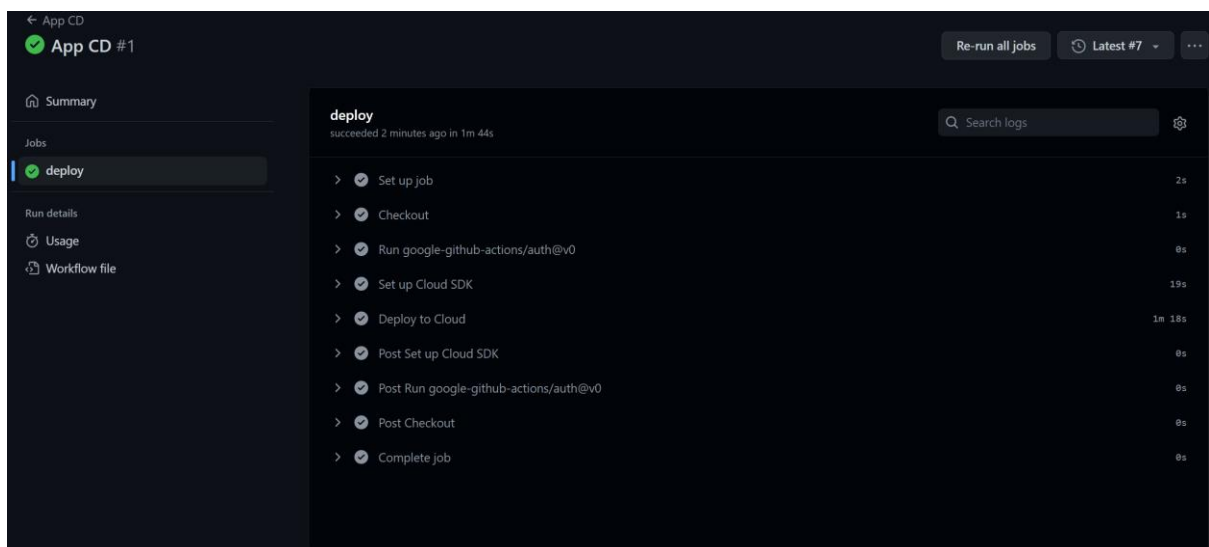 ← App CD
App CD #1
Re-run all jobs
Latest #7
Summary
Jobs
deploy
Run details
Usage
Workflow file
deploy
succeeded 2 minutes ago in 1m 44s
Search logs
Set up job 2s
Checkout 1s
Run google-github-actions/auth@v0 0s
Set up Cloud SDK 19s
Deploy to Cloud 1m 18s
Post Set up Cloud SDK 0s
Post Run google-github-actions/auth@v0 0s
Post Checkout 0s
Complete job 0s